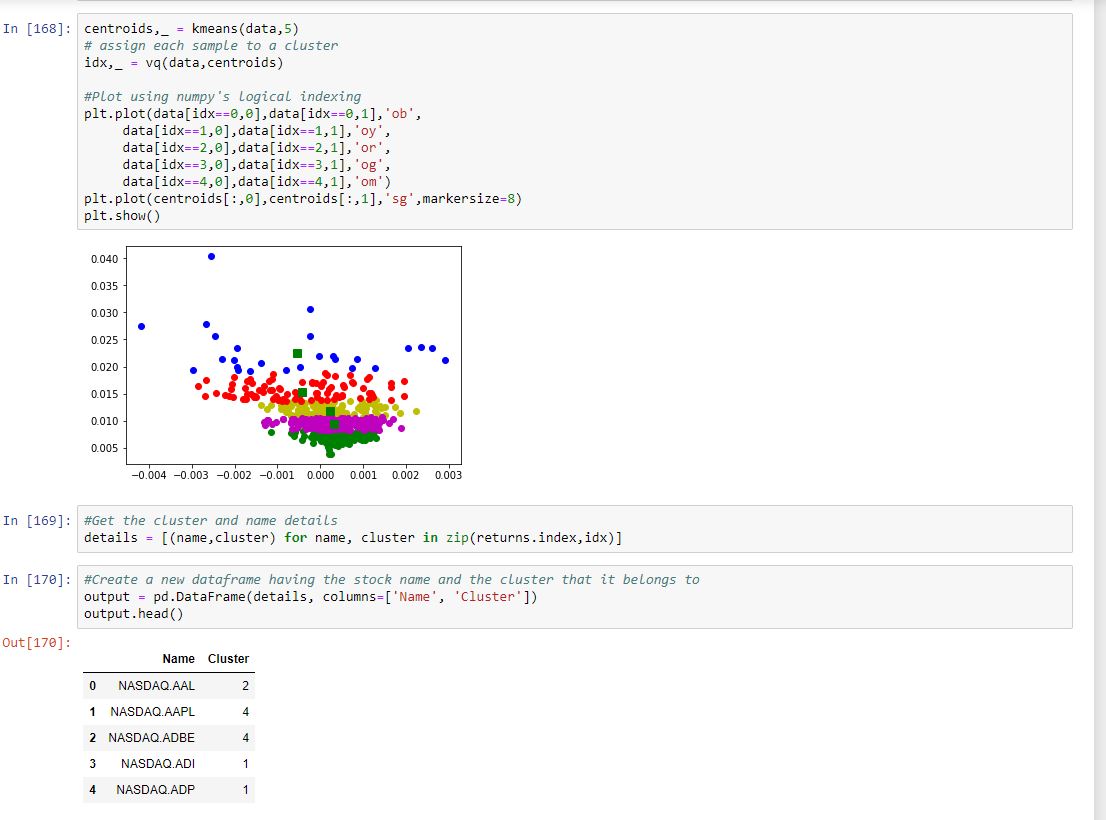 In [168]: centroids,_ = kmeans(data,5)
# assign each sample to a cluster
idx,_ = vq(data,centroids)
#Plot using numpy's logical indexing
plt.plot(data[idx==0,0],data[idx==0,1],'ob',
data[idx==1,0],data[idx==1,1],'oy',
data[idx==2,0],data[idx==2,1],'or',
data[idx==3,0],data[idx==3,1],'og',
data[idx==4,0],data[idx==4,1],'om')
plt.plot(centroids[:,0],centroids[:,1],'sg',markersize=8)
plt.show()
0.040
0.035
0.030
0.025
0.020
0.015
0.010
0.005
−0.004 −0.003 −0.002 −0.001 0.000 0.001 0.002 0.003
In [169]: #Get the cluster and name details
details = [(name,cluster) for name, cluster in zip(returns.index,idx)]
In [170]: #Create a new dataframe having the stock name and the cluster that it belongs to
output = pd.DataFrame(details, columns=['Name', 'Cluster'])
output.head()
Out[170]:
Name Cluster
0 NASDAQ.AAL 2
1 NASDAQ.AAPL 4
2 NASDAQ.ADBE 4
3 NASDAQ.ADI 1
4 NASDAQ.ADP 1